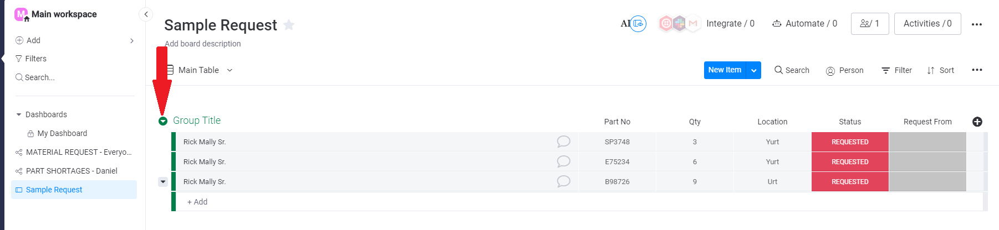 M Main workspace
Add
Filters
Search...
Dashboards
My Dashboard
MATERIAL REQUEST - Everyo...
PART SHORTAGES - Daniel
Sample Request
Sample Request
Add board description
AI
M
Integrate / 0
Automate / 0
/ 1
Activities / 0
Main Table
New Item
Search
Person
Filter
Sort
Group Title Part No Qty Location Status Request From
Rick Mally Sr. SP3748 3 Yurt REQUESTED
Rick Mally Sr. E75234 6 Yurt REQUESTED
Rick Mally Sr. B98726 9 Urt REQUESTED
+ Add